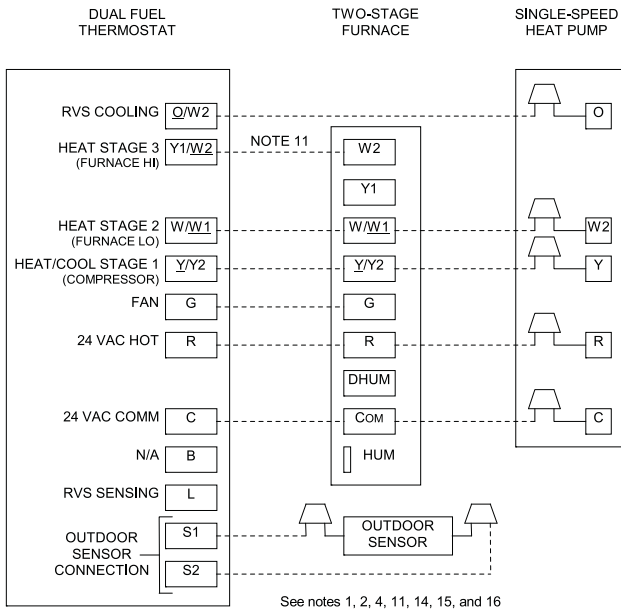 DUAL FUEL
THERMOSTAT
TWO-STAGE
FURNACE
SINGLE-SPEED
HEAT PUMP
RVS COOLING
O/W2
O
HEAT STAGE 3
(FURNACE HI)
Y1/W2
NOTE 11
W2
Y1
HEAT STAGE 2
(FURNACE LO)
W/W1
W/W1
W2
HEAT/COOL STAGE 1
(COMPRESSOR)
Y/Y2
Y/Y2
Y
FAN
G
G
24 VAC HOT
R
R
R
DHUM
24 VAC COMM
C
COM
C
N/A
B
HUM
RVS SENSING
L
OUTDOOR
SENSOR
CONNECTION
S1
S2
OUTDOOR
SENSOR
See notes 1, 2, 4, 11, 14, 15, and 16